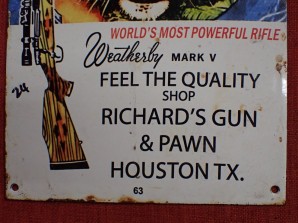 WORLD'S MOST POWERFUL RIFLE
Weatherby MARK V
FEEL THE QUALITY
SHOP
RICHARD'S GUN
& PAWN
HOUSTON TX.
24
63